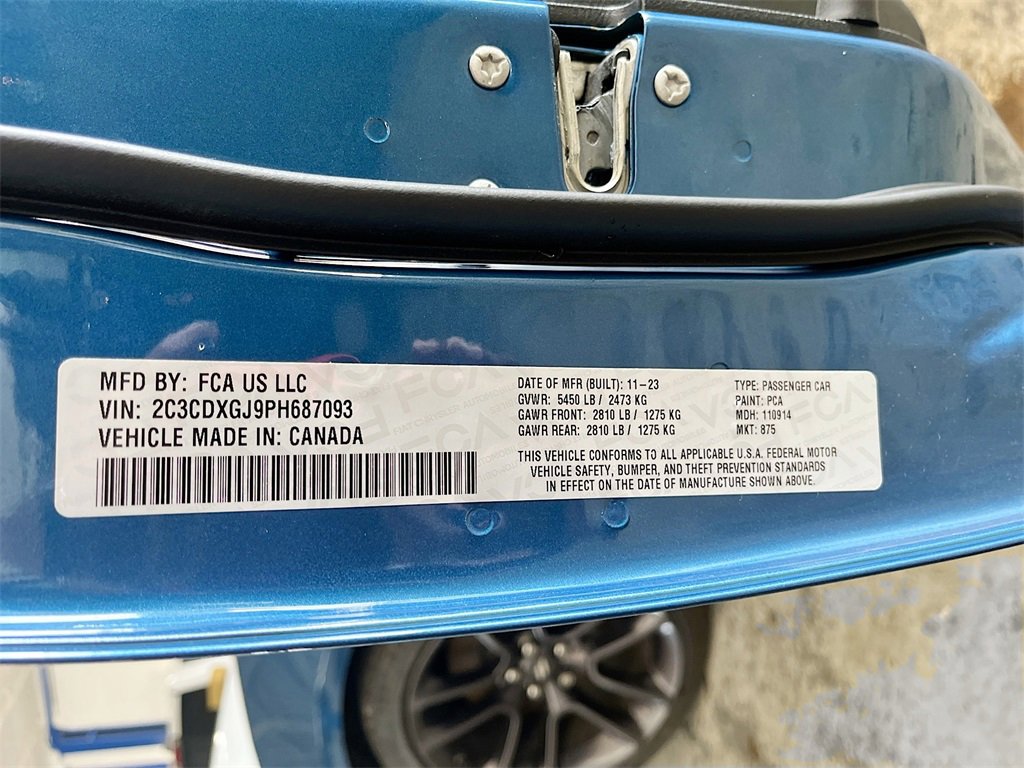 MFD BY: FCA US LLC
VIN: 2C3CDXGJ9PH687093
VEHICLE MADE IN: CANADA
DATE OF MFR (BUILT): 11-23
GVWR: 5450 LB / 2473 KG
GAWR FRONT: 2810 LB / 1275 KG
GAWR REAR: 2810 LB / 1275 KG
TYPE: PASSENGER CAR
PAINT: PCA
MDH: 110914
MKT: 875
THIS VEHICLE CONFORMS TO ALL APPLICABLE U.S.A. FEDERAL MOTOR
VEHICLE SAFETY, BUMPER, AND THEFT PREVENTION STANDARDS
IN EFFECT ON THE DATE OF MANUFACTURE SHOWN ABOVE.